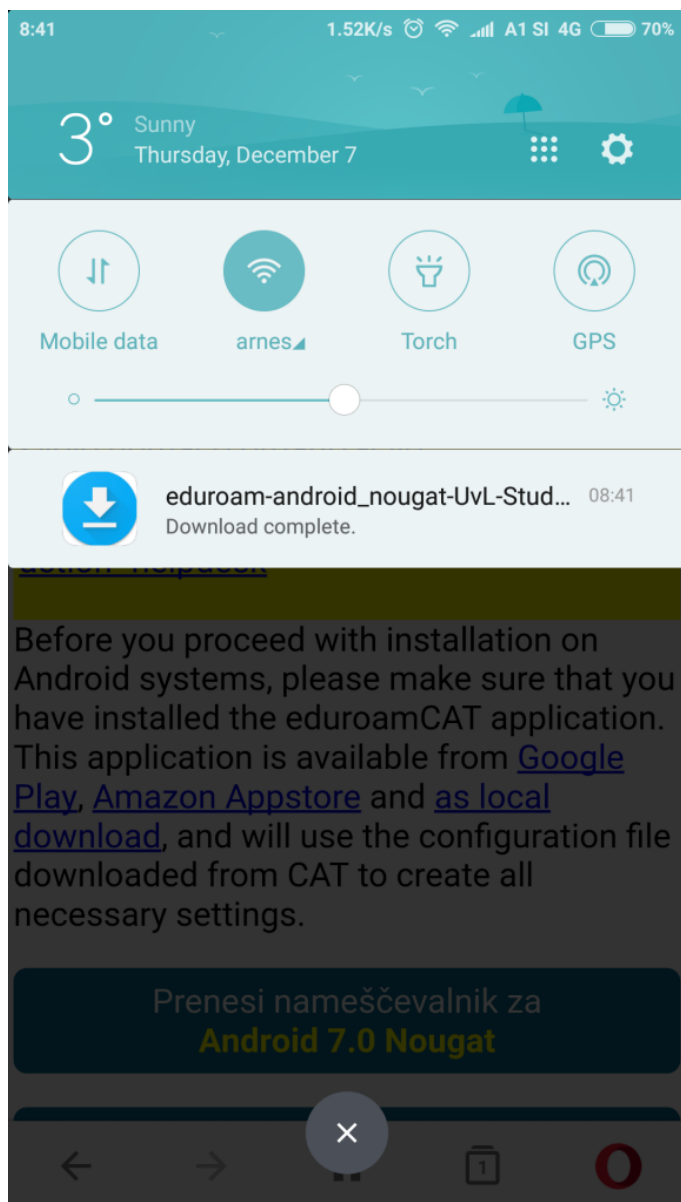 8:41
1.52K/s
A1 SI 4G
70%
3°
Sunny
Thursday, December 7
Mobile data
arnes
Torch
GPS
eduroam-android_nougat-UvL-Stud...
08:41
Download complete.
action=helpdesk
Before you proceed with installation on
Android systems, please make sure that you
have installed the eduroamCAT application.
This application is available from Google
Play, Amazon Appstore and as local
download, and will use the configuration file
downloaded from CAT to create all
necessary settings.
Prenesi nameščevalnik za
Android 7.0 Nougat
1